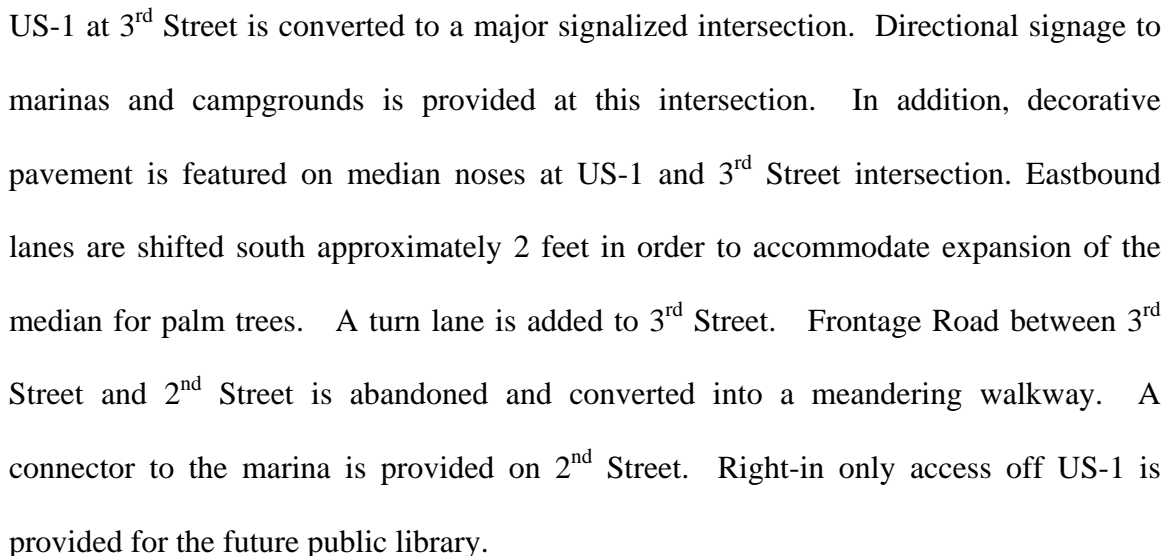 US-1 at 3rd Street is converted to a major signalized intersection. Directional signage to
marinas and campgrounds is provided at this intersection. In addition, decorative
pavement is featured on median noses at US-1 and 3rd Street intersection. Eastbound
lanes are shifted south approximately 2 feet in order to accommodate expansion of the
median for palm trees. A turn lane is added to 3rd Street. Frontage Road between 3rd
Street and 2nd Street is abandoned and converted into a meandering walkway. A
connector to the marina is provided on 2nd Street. Right-in only access off US-1 is
provided for the future public library.